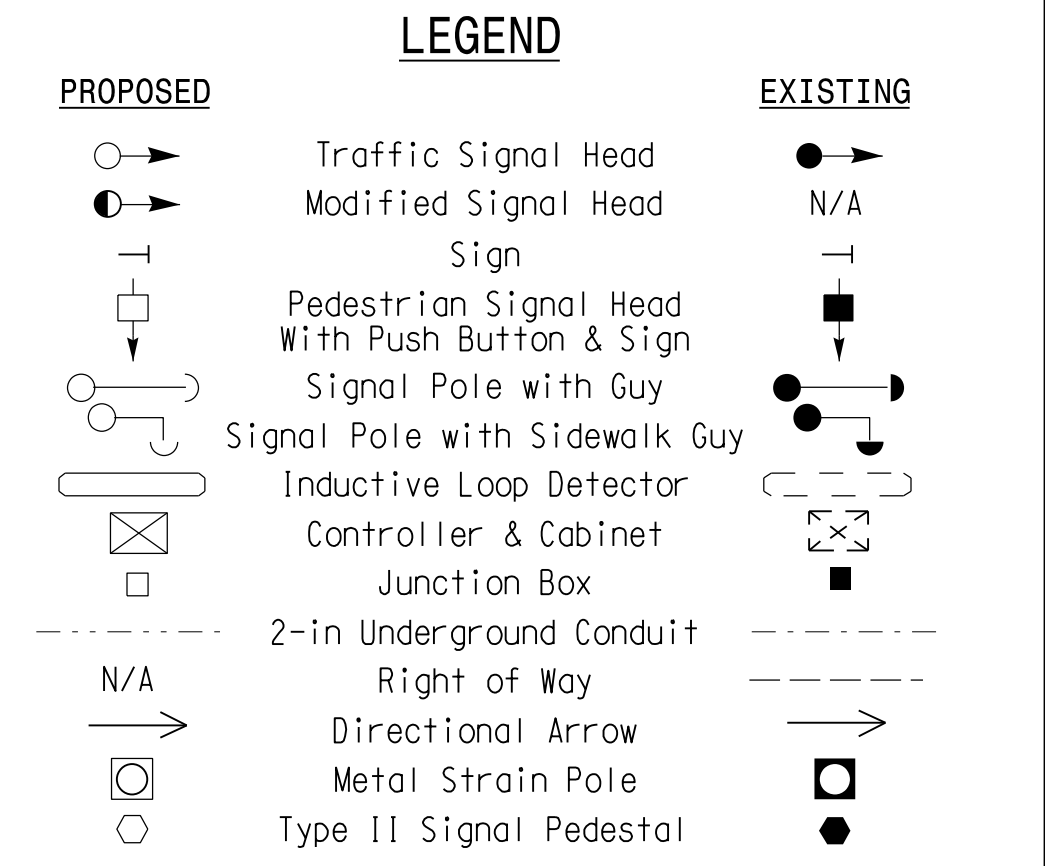 LEGEND
PROPOSED EXISTING
Traffic Signal Head
Modified Signal Head N/A
Sign
Pedestrian Signal Head
With Push Button & Sign
Signal Pole with Guy
Signal Pole with Sidewalk Guy
Inductive Loop Detector
Controller & Cabinet
Junction Box
2-in Underground Conduit
N/A Right of Way
Directional Arrow
Metal Strain Pole
Type II Signal Pedestal